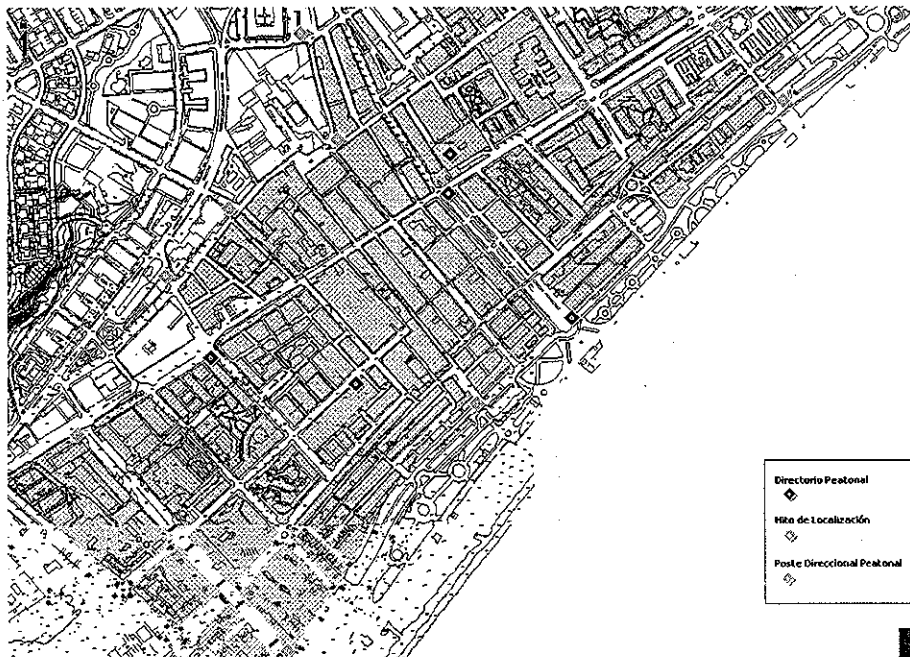 Directorio Peatonal
Hito de Localización
Poste Direccional Peatonal